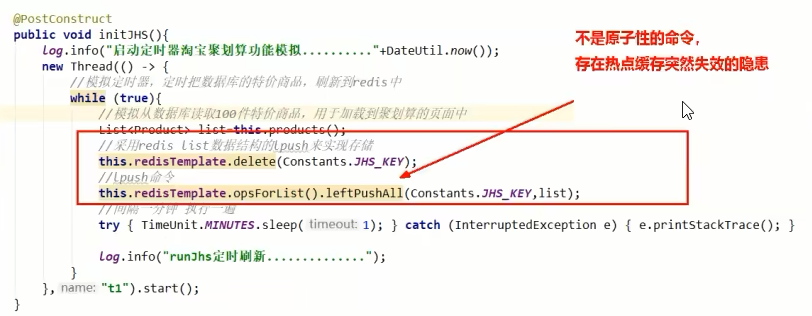 @PostConstruct
public void initJHS(){
log.info("启动定时器淘宝聚划算功能模拟.........."+DateUtil.now());
new Thread(() -> {
//模拟定时器，定时把数据库的特价商品，刷新到redis中
while (true){
//模拟从数据库读取100件特价商品，用于加载到聚划算的页面中
List<Product> list=this.products();
//采用redis list数据结构的lpush来实现存储
this.redisTemplate.delete(Constants.JHS_KEY);
//lpush命令
this.redisTemplate.opsForList().leftPushAll(Constants.JHS_KEY,list);
//间隔一分钟 执行一遍
try { TimeUnit.MINUTES.sleep( timeout: 1); } catch (InterruptedException e) { e.printStackTrace(); }
log.info("runJhs定时刷新..............");
}
}, name: "t1").start();
}
不是原子性的命令，
存在热点缓存突然失效的隐患